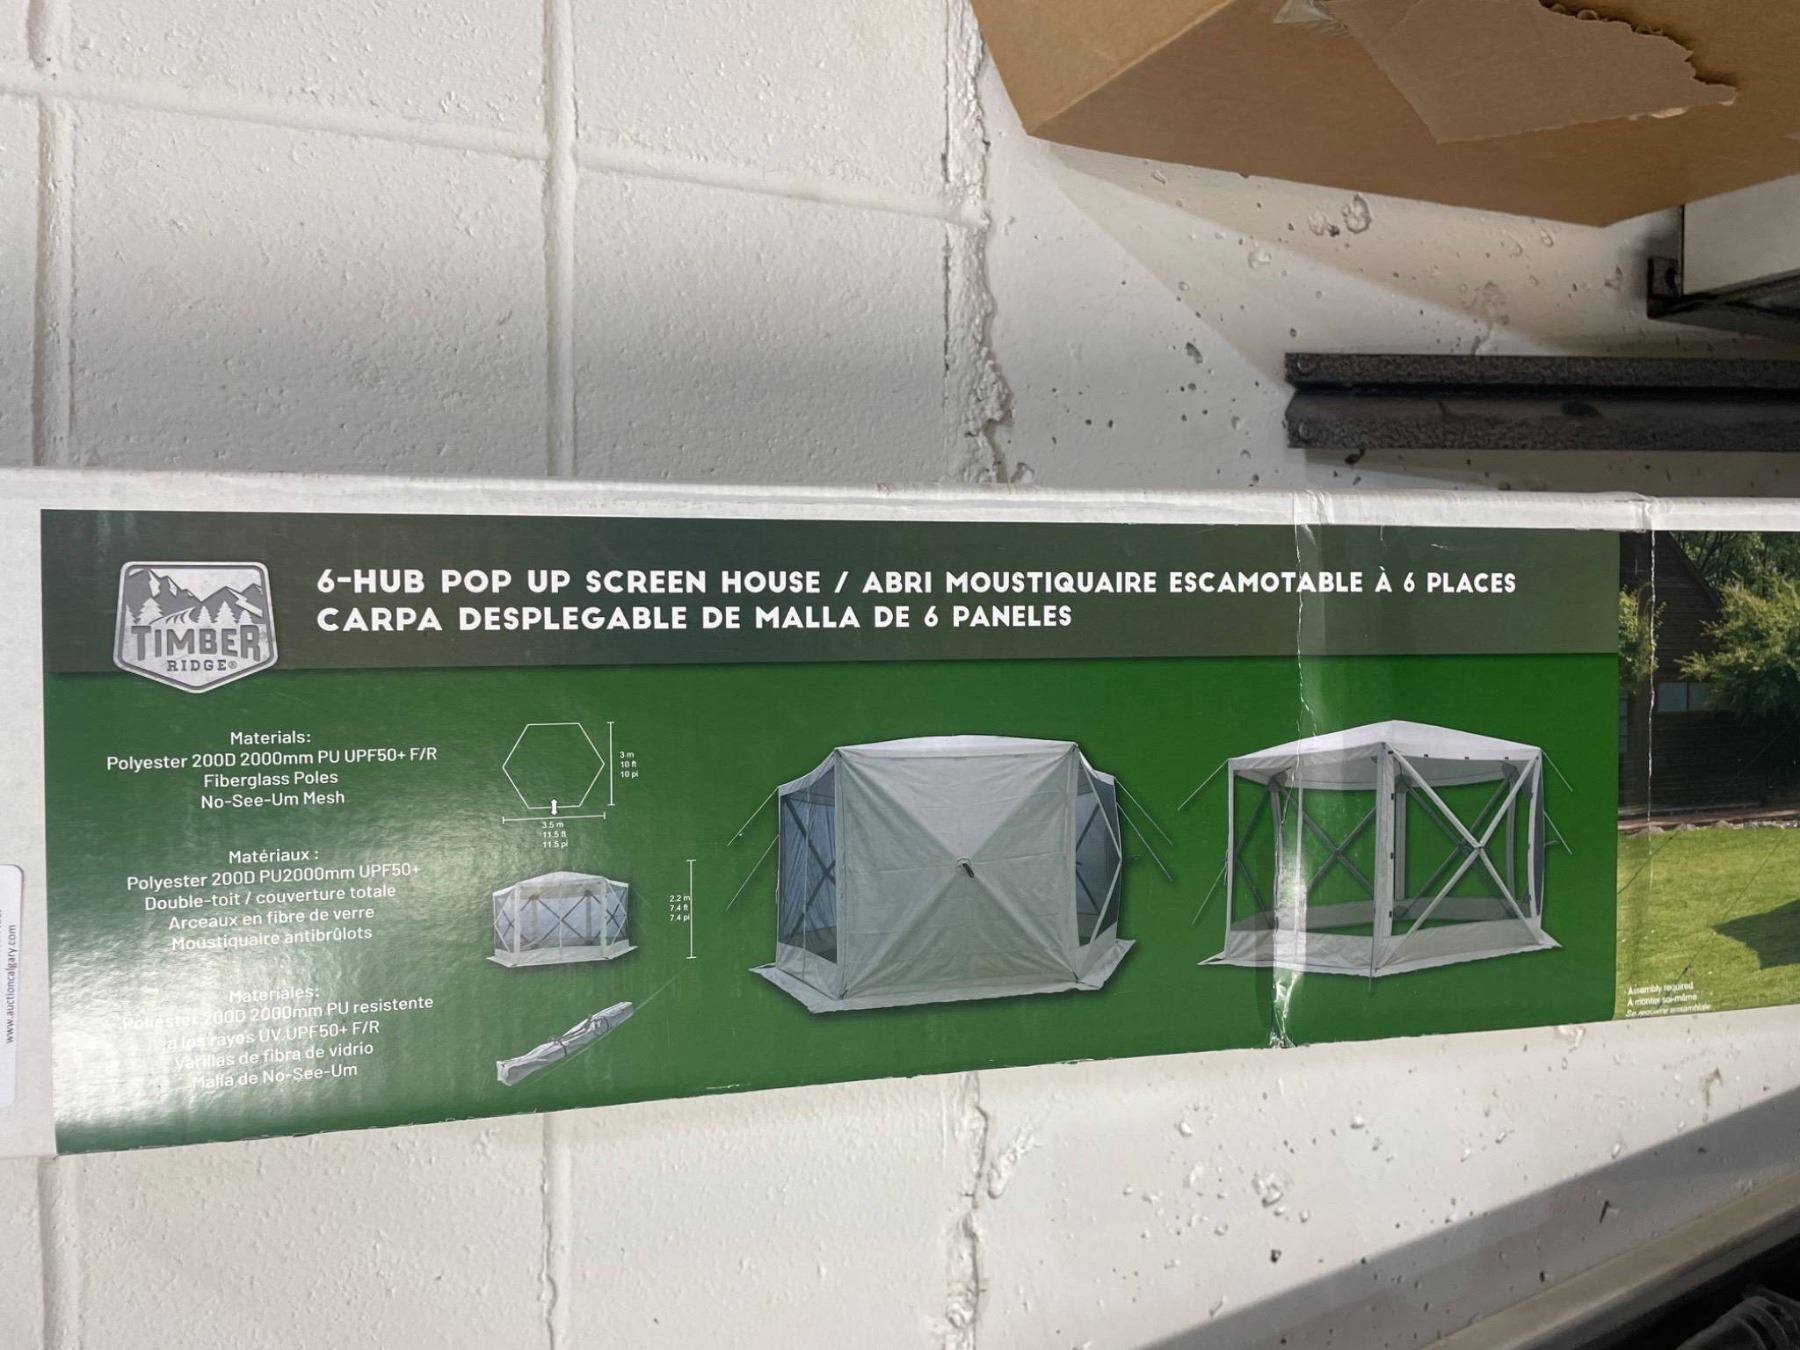 TIMBER
RIDGE®
6-HUB POP UP SCREEN HOUSE / ABRI MOUSTIQUAIRE ESCAMOTABLE À 6 PLACES
CARPA DESPLEGABLE DE MALLA DE 6 PANELES
Materials:
Polyester 200D 2000mm PU UPF50+ F/R
Fiberglass Poles
No-See-Um Mesh
3 m
10 ft
10 pi
3.5 m
11.5 ft
11.5 pi
Matériaux :
Polyester 200D PU2000mm UPF50+
Double-toit / couverture totale
Arceaux en fibre de verre
Moustiquaire antibrûlots
2.2 m
7.4 ft
7.4 pi
Materiales:
Poliester 200D 2000mm PU resistente
a los rayos UV UPF50+ F/R
Varillas de fibra de vidrio
Malla de No-See-Um
Assembly required
À monter soi-même
Se requiere ensamblaje
www.auctioncalgary.com